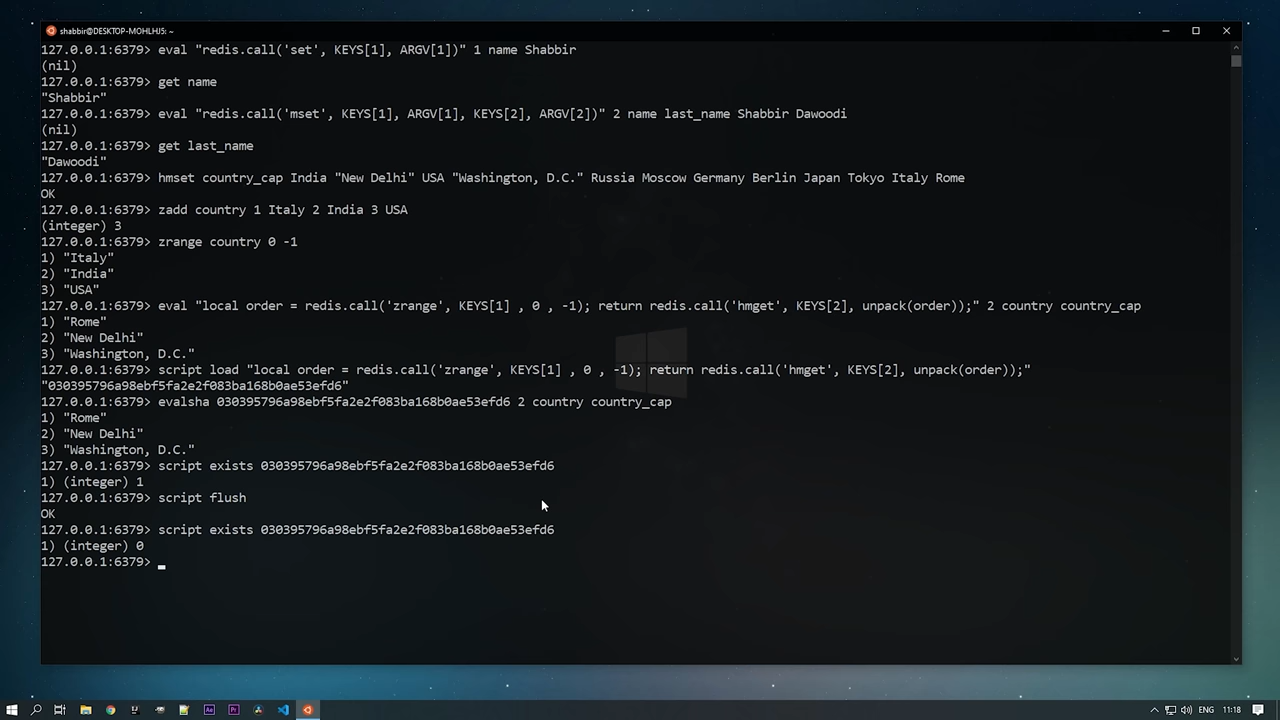 shabbir@DESKTOP-MOHLHJ5: ~
127.0.0.1:6379> eval "redis.call('set', KEYS[1], ARGV[1])" 1 name Shabbir
(nil)
127.0.0.1:6379> get name
"Shabbir"
127.0.0.1:6379> eval "redis.call('mset', KEYS[1], ARGV[1], KEYS[2], ARGV[2])" 2 name last_name Shabbir Dawoodi
(nil)
127.0.0.1:6379> get last_name
"Dawoodi"
127.0.0.1:6379> hmset country_cap India "New Delhi" USA "Washington, D.C." Russia Moscow Germany Berlin Japan Tokyo Italy Rome
OK
127.0.0.1:6379> zadd country 1 Italy 2 India 3 USA
(integer) 3
127.0.0.1:6379> zrange country 0 -1
1) "Italy"
2) "India"
3) "USA"
127.0.0.1:6379> eval "local order = redis.call('zrange', KEYS[1] , 0 , -1); return redis.call('hmget', KEYS[2], unpack(order));" 2 country country_cap
1) "Rome"
2) "New Delhi"
3) "Washington, D.C."
127.0.0.1:6379> script load "local order = redis.call('zrange', KEYS[1] , 0 , -1); return redis.call('hmget', KEYS[2], unpack(order));"
"030395796a98ebf5fa2e2f083ba168b0ae53efd6"
127.0.0.1:6379> evalsha 030395796a98ebf5fa2e2f083ba168b0ae53efd6 2 country country_cap
1) "Rome"
2) "New Delhi"
3) "Washington, D.C."
127.0.0.1:6379> script exists 030395796a98ebf5fa2e2f083ba168b0ae53efd6
1) (integer) 1
127.0.0.1:6379> script flush
OK
127.0.0.1:6379> script exists 030395796a98ebf5fa2e2f083ba168b0ae53efd6
1) (integer) 0
127.0.0.1:6379>
Ae
Pr
ENG
11:18